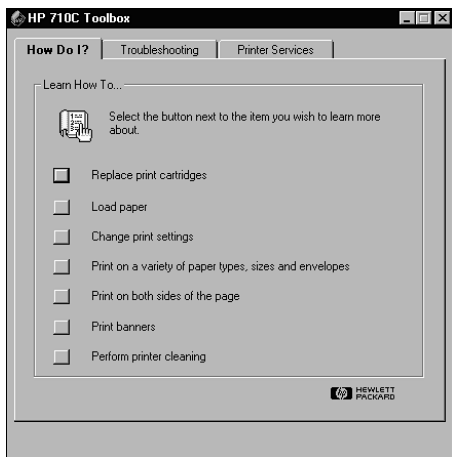 HP 710C Toolbox
How Do I?
Troubleshooting
Printer Services
Learn How To...
Select the button next to the item you wish to learn more
about.
Replace print cartridges
Load paper
Change print settings
Print on a variety of paper types, sizes and envelopes
Print on both sides of the page
Print banners
Perform printer cleaning
hp HEWLETT
PACKARD